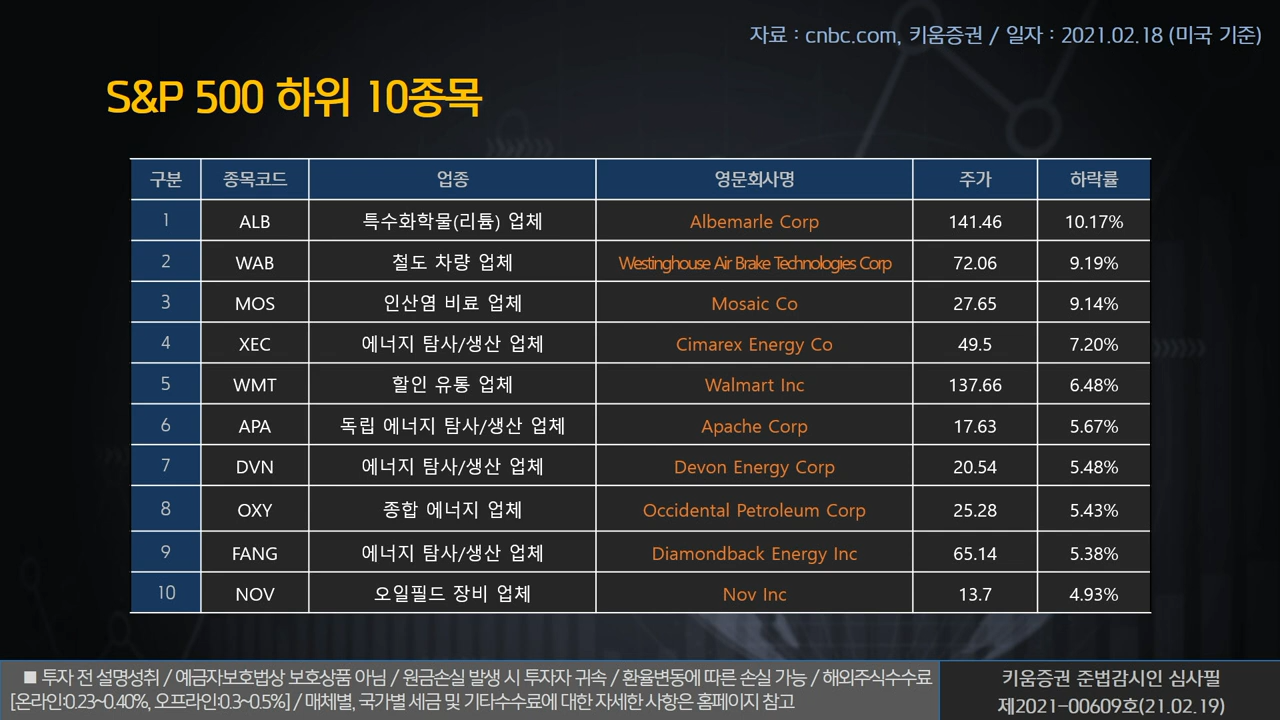 자료 : cnbc.com, 키움증권 / 일자 : 2021.02.18 (미국 기준)
S&P 500 하위 10종목
구분 종목코드 업종 영문회사명 주가 하락률
1 ALB 특수화학물(리튬) 업체 Albemarle Corp 141.46 10.17%
2 WAB 철도 차량 업체 Westinghouse Air Brake Technologies Corp 72.06 9.19%
3 MOS 인산염 비료 업체 Mosaic Co 27.65 9.14%
4 XEC 에너지 탐사/생산 업체 Cimarex Energy Co 49.5 7.20%
5 WMT 할인 유통 업체 Walmart Inc 137.66 6.48%
6 APA 독립 에너지 탐사/생산 업체 Apache Corp 17.63 5.67%
7 DVN 에너지 탐사/생산 업체 Devon Energy Corp 20.54 5.48%
8 OXY 종합 에너지 업체 Occidental Petroleum Corp 25.28 5.43%
9 FANG 에너지 탐사/생산 업체 Diamondback Energy Inc 65.14 5.38%
10 NOV 오일필드 장비 업체 Nov Inc 13.7 4.93%
■ 투자 전 설명성취 / 예금자보호법상 보호상품 아님 / 원금손실 발생 시 투자자 귀속 / 환율변동에 따른 손실 가능 / 해외주식수수료
[온라인:0.23~0.40%, 오프라인:0.3~0.5%] / 매체별, 국가별 세금 및 기타수수료에 대한 자세한 사항은 홈페이지 참고
키움증권 준법감시인 심사필
제2021-00609호(21.02.19)